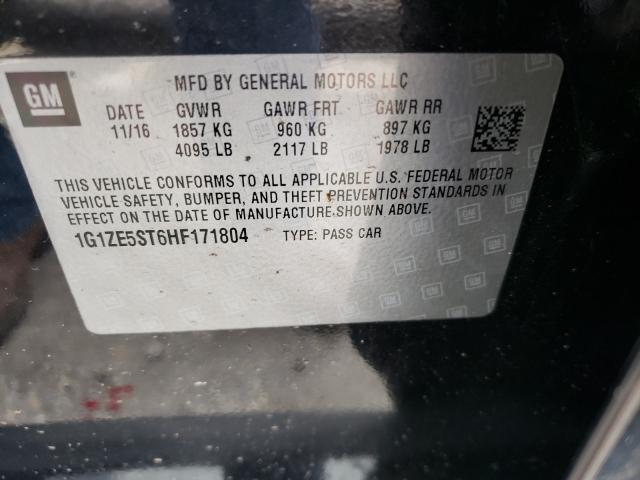 GM
MFD BY GENERAL MOTORS LLC
DATE GVWR GAWR FRT GAWR RR
11/16 1857 KG 960 KG 897 KG
4095 LB 2117 LB 1978 LB
THIS VEHICLE CONFORMS TO ALL APPLICABLE U.S. FEDERAL MOTOR
VEHICLE SAFETY, BUMPER, AND THEFT PREVENTION STANDARDS IN
EFFECT ON THE DATE OF MANUFACTURE SHOWN ABOVE.
1G1ZE5ST6HF171804 TYPE: PASS CAR